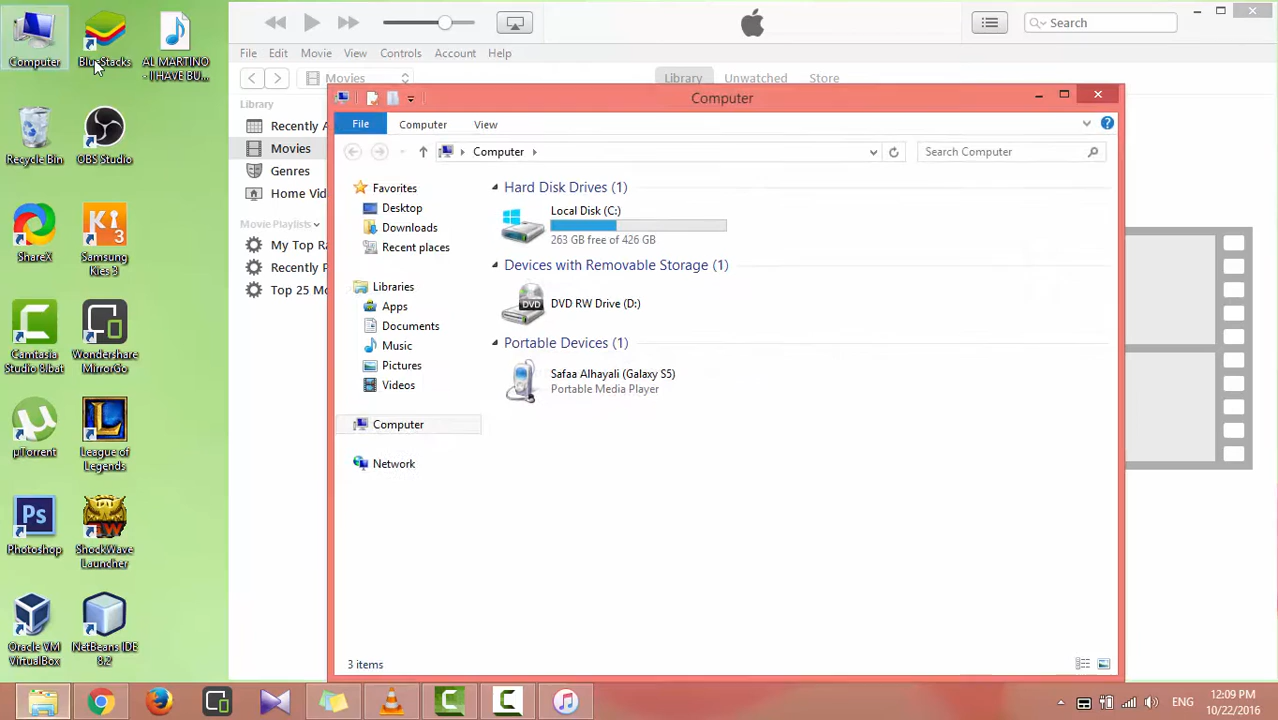 Computer
BlueStacks
AL MARTINO
- I HAVE BU...
Recycle Bin
OBS Studio
ShareX
Samsung
Kies 3
Camtasia
Studio 8.bat
Wondershare
MirrorGo
µTorrent
League of
Legends
Ps
Photoshop
ShockWave
Launcher
Oracle VM
VirtualBox
NetBeans IDE
8.2
Search
File Edit Movie View Controls Account Help
Movies
Library Unwatched Store
Library
Recently A
Movies
Genres
Home Vid
Movie Playlists
My Top Ra
Recently P
Top 25 Mo
Computer
File Computer View
Computer
Search Computer
Favorites
Desktop
Downloads
Recent places
Libraries
Apps
Documents
Music
Pictures
Videos
Computer
Network
Hard Disk Drives (1)
Local Disk (C:)
263 GB free of 426 GB
Devices with Removable Storage (1)
DVD
DVD RW Drive (D:)
Portable Devices (1)
Safaa Alhayali (Galaxy S5)
Portable Media Player
3 items
ENG
12:09 PM
10/22/2016